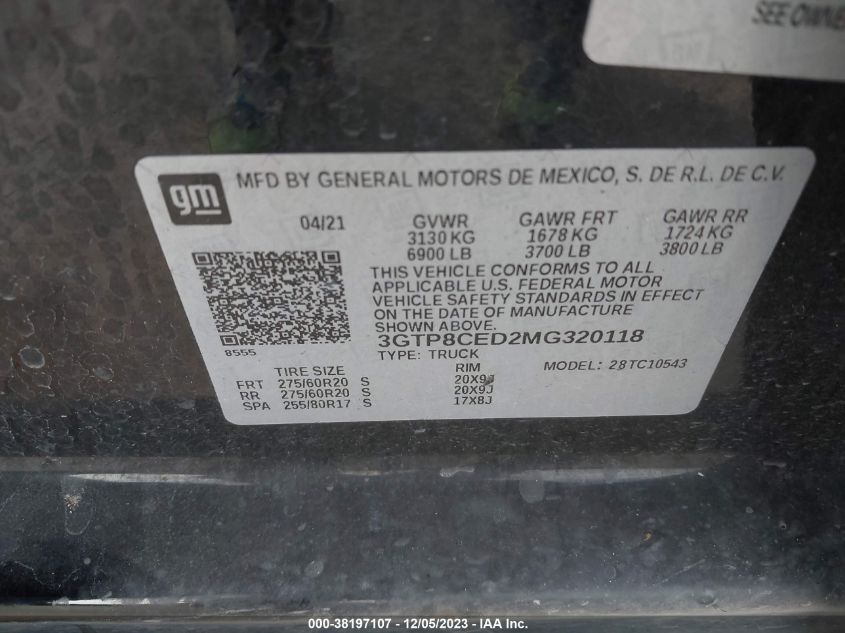 SEE OWNE
gm
MFD BY GENERAL MOTORS DE MEXICO, S. DE R.L. DE C.V.
04/21 GVWR GAWR FRT GAWR RR
3130 KG 1678 KG 1724 KG
6900 LB 3700 LB 3800 LB
THIS VEHICLE CONFORMS TO ALL
APPLICABLE U.S. FEDERAL MOTOR
VEHICLE SAFETY STANDARDS IN EFFECT
ON THE DATE OF MANUFACTURE
SHOWN ABOVE.
3GTP8CED2MG320118
8555
TYPE: TRUCK
TIRE SIZE RIM MODEL: 28TC10543
FRT 275/60R20 S 20X9J
RR 275/60R20 S 20X9J
SPA 255/80R17 S 17X8J
000-38197107 - 12/05/2023 - IAA Inc.